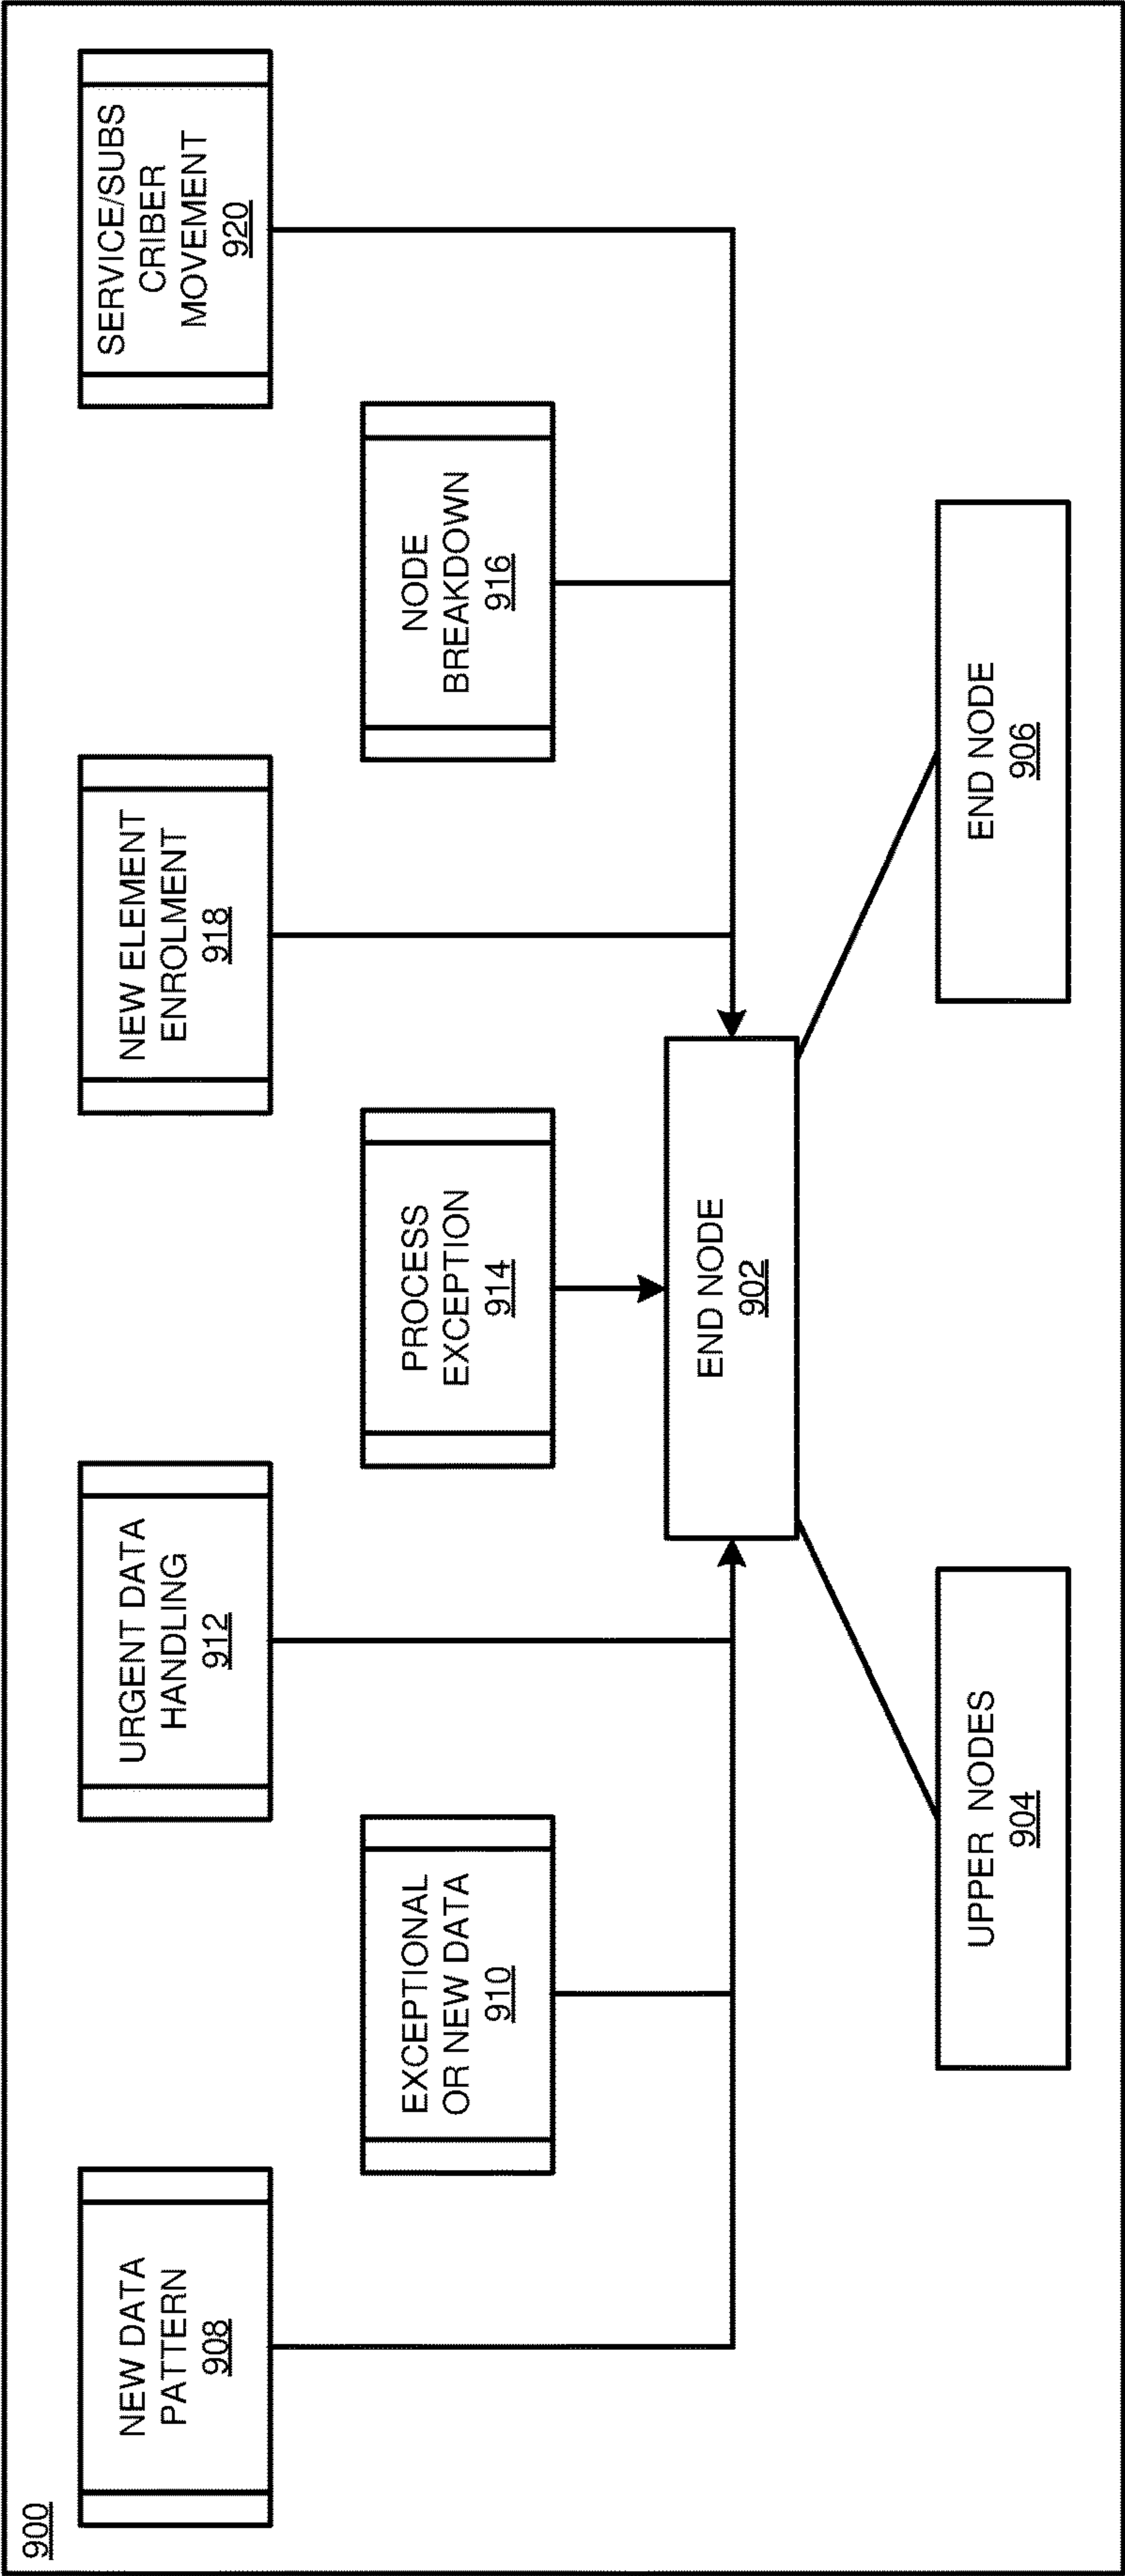 900
NEW DATA
PATTERN
908
URGENT DATA
HANDLING
912
NEW ELEMENT
ENROLMENT
918
SERVICE/SUBS
CRIBER
MOVEMENT
920
EXCEPTIONAL
OR NEW DATA
910
PROCESS
EXCEPTION
914
NODE
BREAKDOWN
916
END NODE
902
UPPER NODES
904
END NODE
906